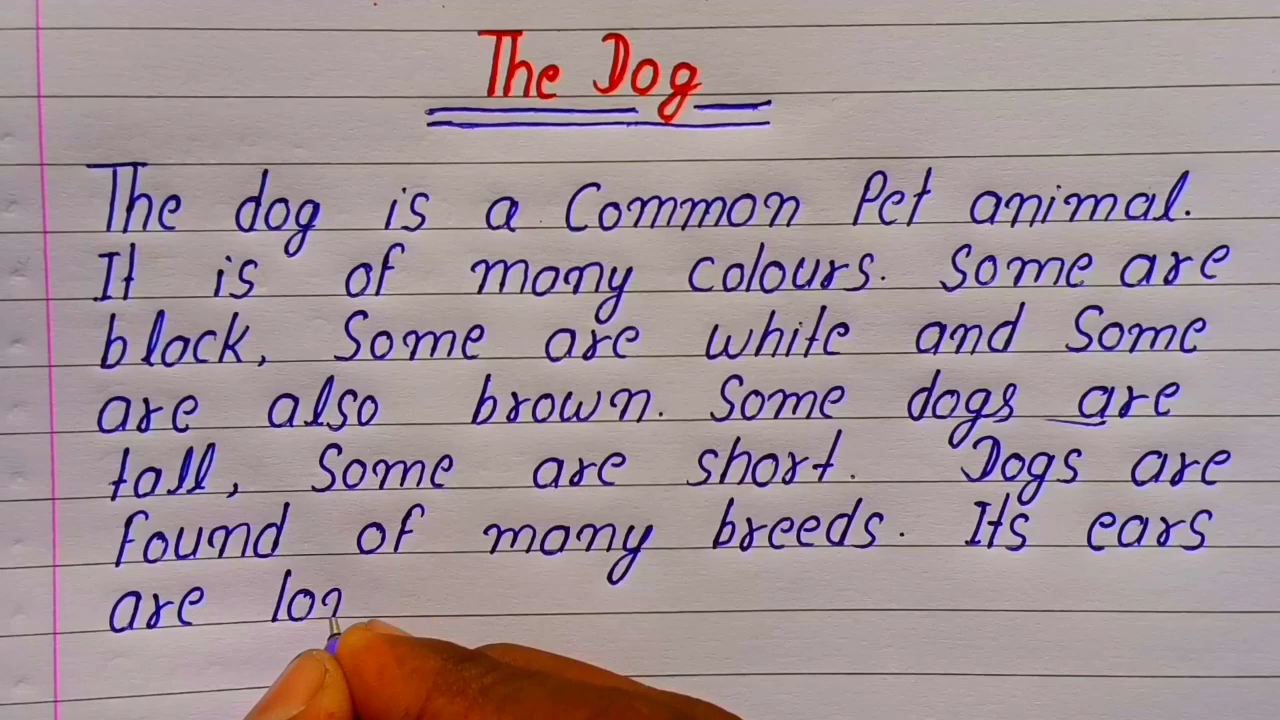 The Dog
The dog is a Common Pet animal.
It is of many colours. Some are
black, Some are white and Some
are also brown. Some dogs are
tall, Some are short. Dogs are
found of many breeds. Its ears
are lon